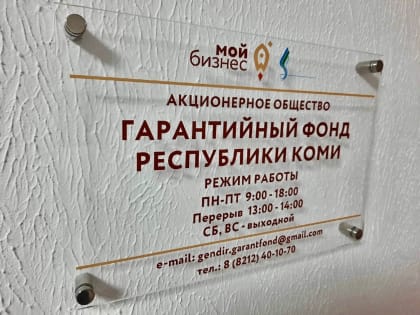 мой
бизнес
АКЦИОНЕРНОЕ ОБЩЕСТВО
ГАРАНТИЙНЫЙ ФОНД
РЕСПУБЛИКИ КОМИ
РЕЖИМ РАБОТЫ
ПН-ПТ 9:00 - 18:00
Перерыв 13:00 - 14:00
СБ, ВС - выходной
e-mail: gendir.garantfond@gmail.com
тел.: 8 (8212) 40-10-70